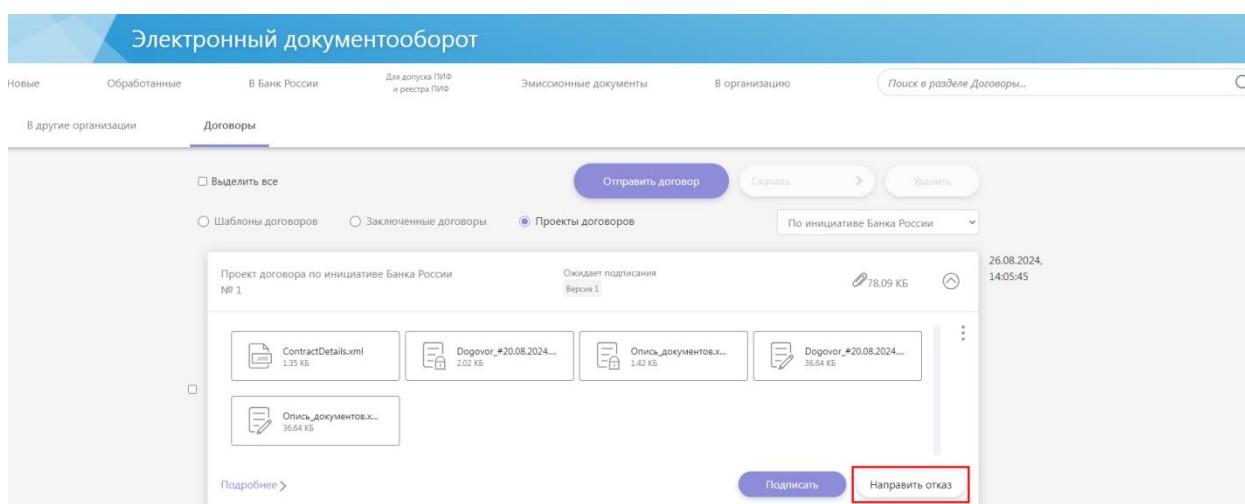 Электронный документооборот
Новые Обработанные В Банк России Для допуска ПИФ
и реестра ПИФ Эмиссионные документы В организацию Поиск в разделе Договоры...
В другие организации Договоры
Выделить все Отправить договор Скачать Удалить
Шаблоны договоров Заключенные договоры Проекты договоров По инициативе Банка России
26.08.2024,
14:05:45
Проект договора по инициативе Банка России
№ 1
Ожидает подписания
Версия 1
78.09 КБ
.xml
ContractDetails.xml
1.35 КБ
Dogovor_#20.08.2024....
2.02 КБ
Опись_документов.x...
1.42 КБ
Dogovor_#20.08.2024....
36.64 КБ
Опись_документов.x...
36.64 КБ
Подробнее Подписать Направить отказ